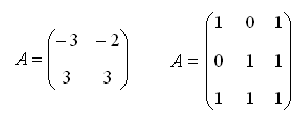 A = ( -3 -2
3 3 )
A = ( 1 0 1
0 1 1
1 1 1 )